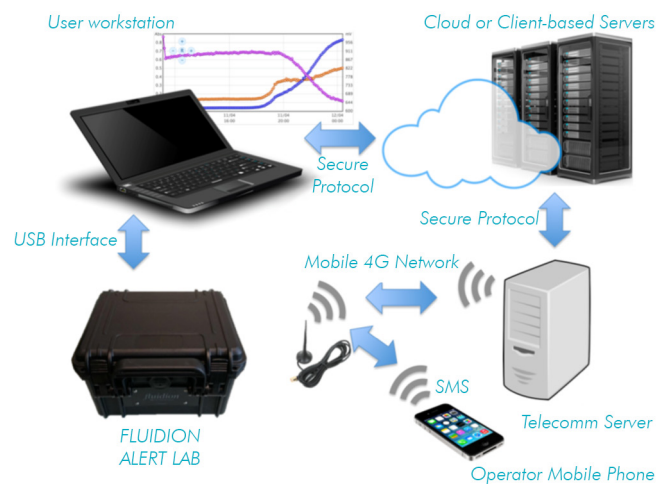 User workstation
Cloud or Client-based Servers
Secure
Protocol
Secure Protocol
USB Interface
Mobile 4G Network
SMS
FLUIDION
ALERT LAB
Telecomm Server
Operator Mobile Phone